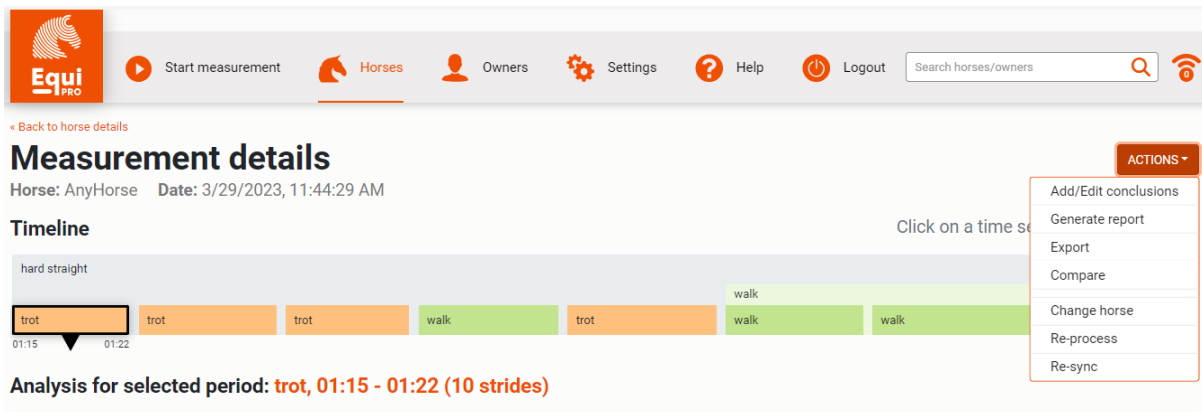 Equi
PRO
Start measurement
Horses
Owners
Settings
Help
Logout
Search horses/owners
0
« Back to horse details
Measurement details
ACTIONS
Horse: AnyHorse Date: 3/29/2023, 11:44:29 AM
Add/Edit conclusions
Generate report
Export
Compare
Change horse
Re-process
Re-sync
Timeline
Click on a time se
hard straight
walk
trot
trot
trot
walk
trot
walk
walk
01:15
01:22
Analysis for selected period: trot, 01:15 - 01:22 (10 strides)